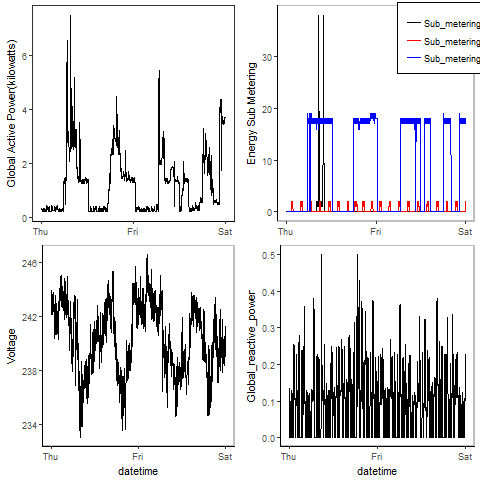 Global Active Power(kilowatts)
6
4
2
0
Thu
Fri
Sat
Energy Sub Metering
30
20
10
0
Thu
Fri
Sat
Sub_metering
Sub_metering
Sub_metering
Voltage
246
242
238
234
Thu
Fri
Sat
datetime
Global_reactive_power
0.5
0.4
0.3
0.2
0.1
0.0
Thu
Fri
Sat
datetime